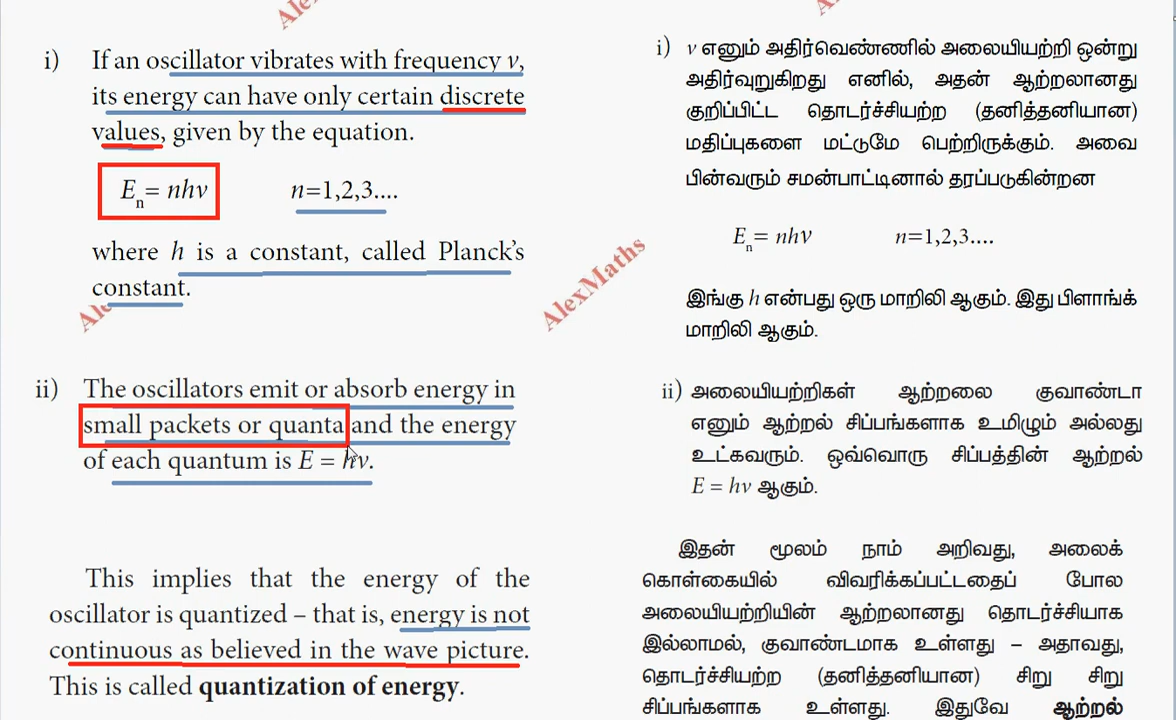 Ale
Ale
i) If an oscillator vibrates with frequency v,
its energy can have only certain discrete
values, given by the equation.
En = nhν n=1,2,3....
where h is a constant, called Planck's
constant.
Ale
ii) The oscillators emit or absorb energy in
small packets or quanta and the energy
of each quantum is E = hν.
This implies that the energy of the
oscillator is quantized – that is, energy is not
continuous as believed in the wave picture.
This is called quantization of energy.
AlexMaths
i) ν எனும் அதிர்வெண்ணில் அலையியற்றி ஒன்று
அதிர்வுறுகிறது எனில், அதன் ஆற்றலானது
குறிப்பிட்ட தொடர்ச்சியற்ற (தனித்தனியான)
மதிப்புகளை மட்டுமே பெற்றிருக்கும். அவை
பின்வரும் சமன்பாட்டினால் தரப்படுகின்றன
En = nhν n=1,2,3....
இங்கு h என்பது ஒரு மாறிலி ஆகும். இது பிளாங்க்
மாறிலி ஆகும்.
ii) அலையியற்றிகள் ஆற்றலை குவாண்டா
எனும் ஆற்றல் சிப்பங்களாக உமிழும் அல்லது
உட்கவரும். ஒவ்வொரு சிப்பத்தின் ஆற்றல்
E = hν ஆகும்.
இதன் மூலம் நாம் அறிவது, அலைக்
கொள்கையில் விவரிக்கப்பட்டதைப் போல
அலையியற்றியின் ஆற்றலானது தொடர்ச்சியாக
இல்லாமல், குவாண்டமாக உள்ளது – அதாவது,
தொடர்ச்சியற்ற (தனித்தனியான) சிறு சிறு
சிப்பங்களாக உள்ளது. இதுவே ஆற்றல்